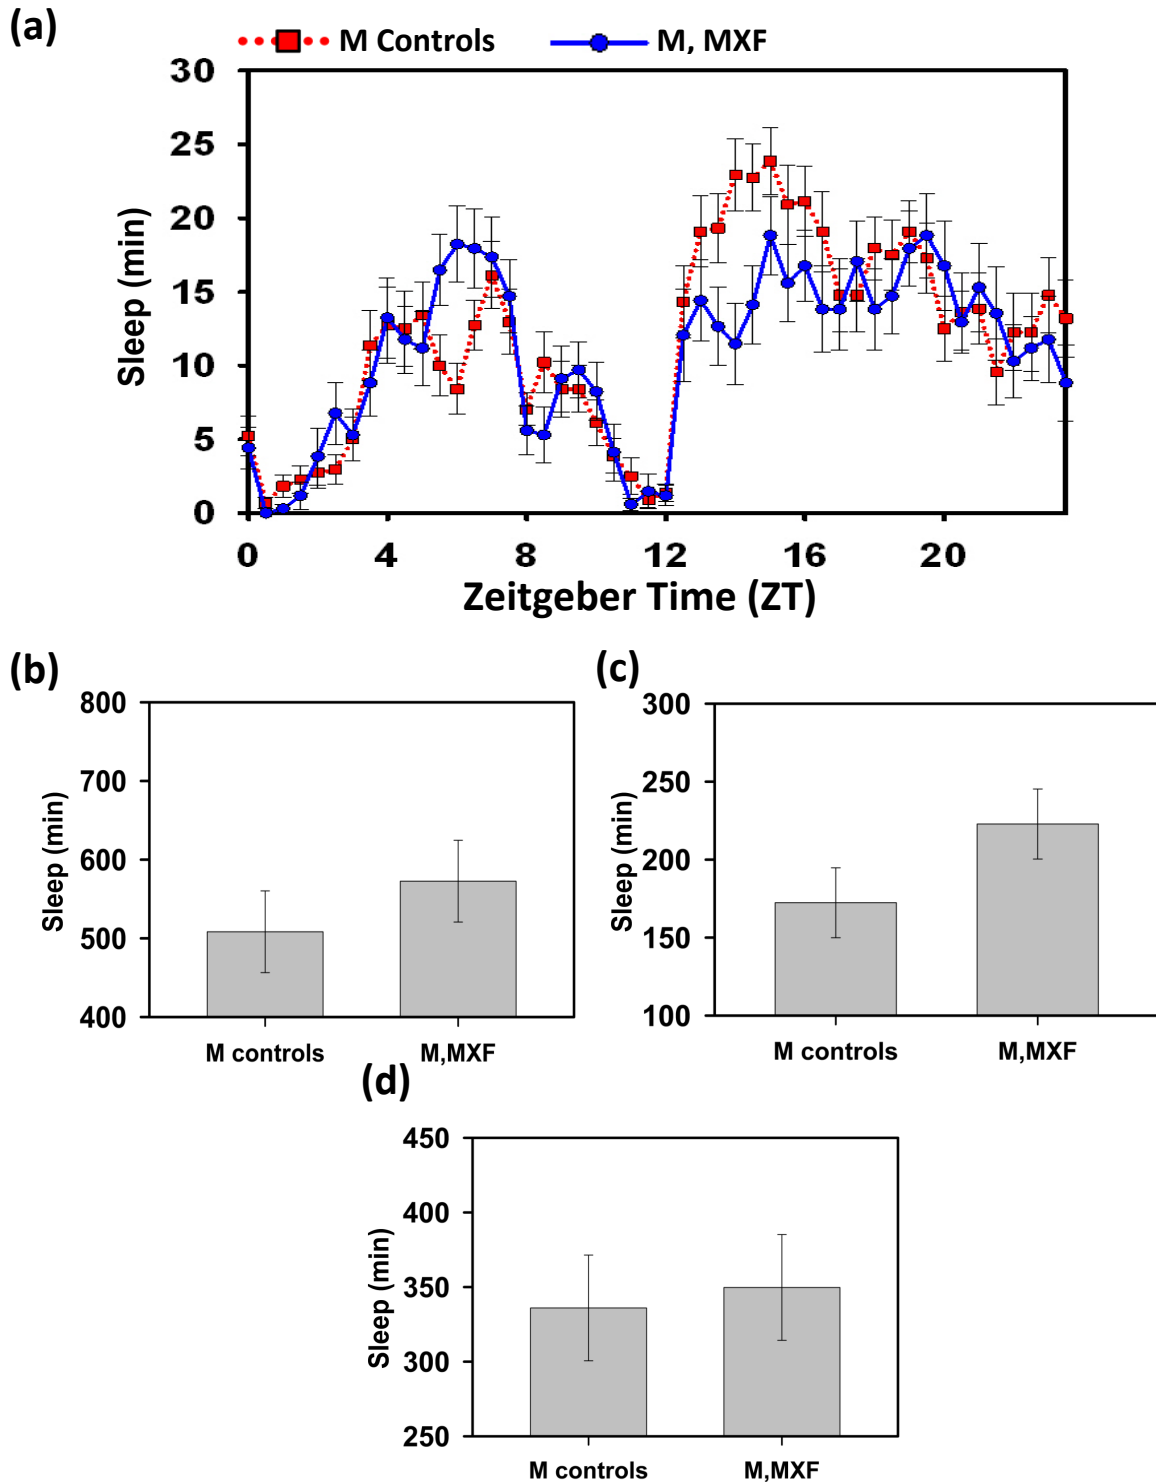 (a)
M Controls M, MXF
30
25
20
15
10
5
0
Sleep (min)
0 4 8 12 16 20
Zeitgeber Time (ZT)
(b)
800
700
600
500
400
Sleep (min)
M controls M,MXF
(c)
300
250
200
150
100
Sleep (min)
M controls M,MXF
(d)
450
400
350
300
250
Sleep (min)
M controls M,MXF